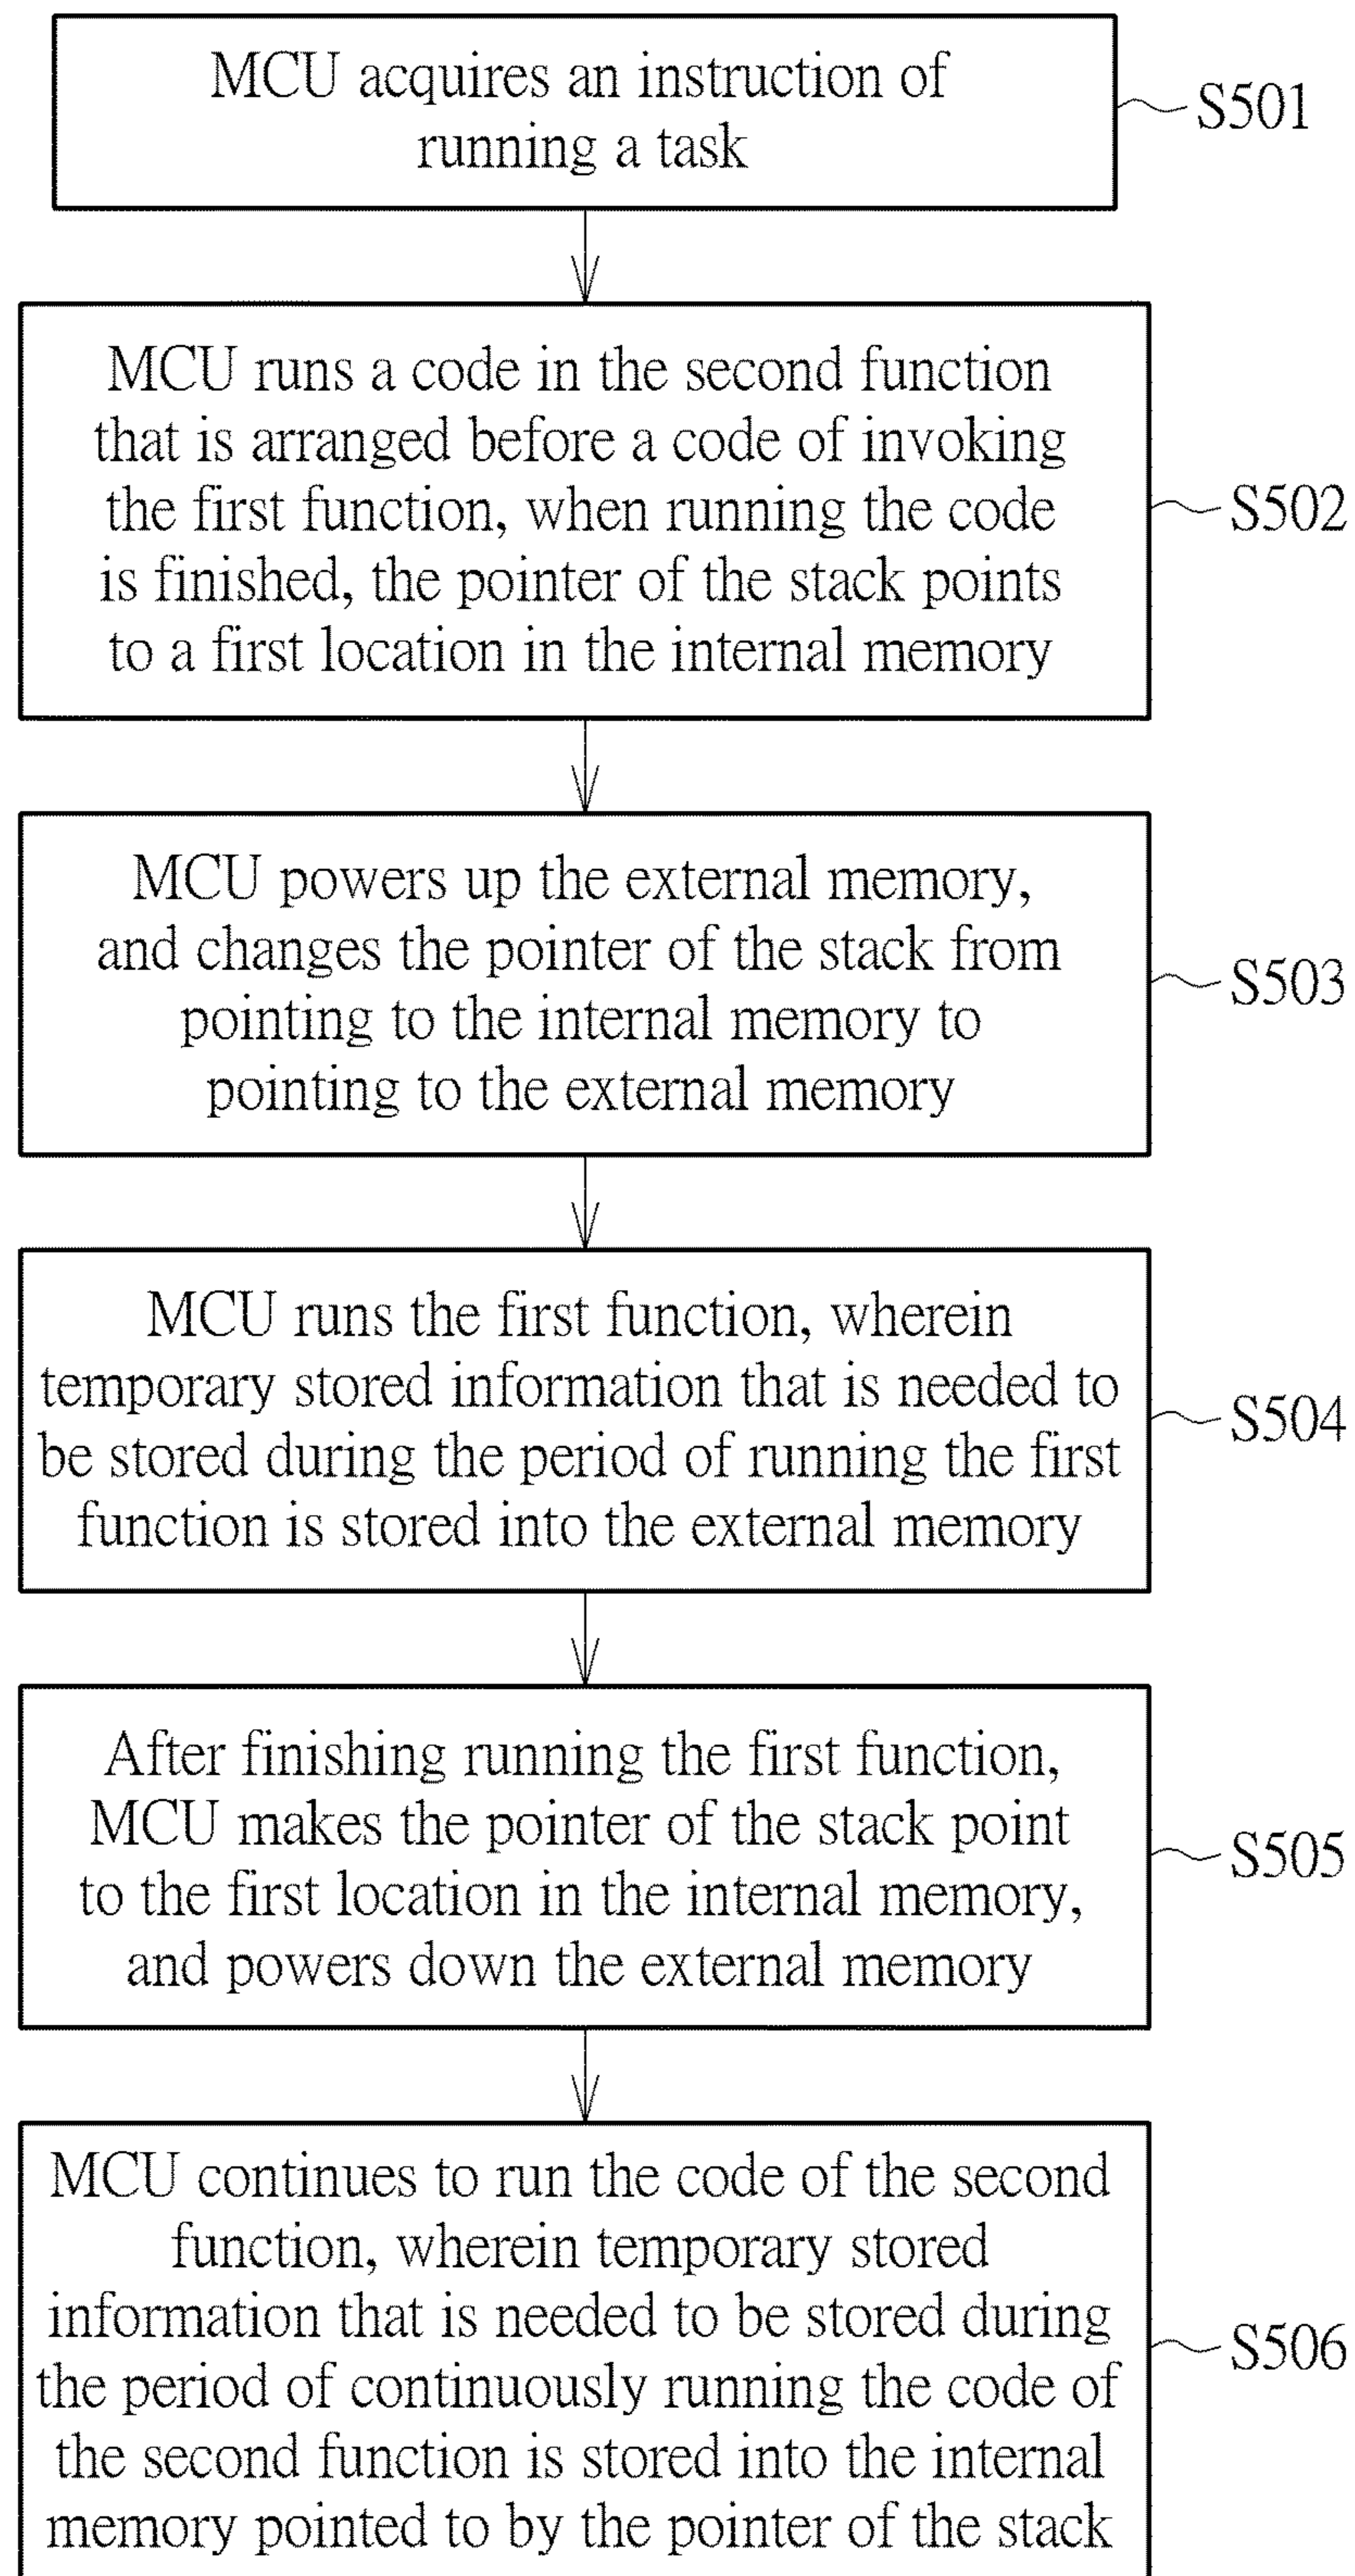 MCU acquires an instruction of
running a task
S501
MCU runs a code in the second function
that is arranged before a code of invoking
the first function, when running the code
is finished, the pointer of the stack points
to a first location in the internal memory
S502
MCU powers up the external memory,
and changes the pointer of the stack from
pointing to the internal memory to
pointing to the external memory
S503
MCU runs the first function, wherein
temporary stored information that is needed to
be stored during the period of running the first
function is stored into the external memory
S504
After finishing running the first function,
MCU makes the pointer of the stack point
to the first location in the internal memory,
and powers down the external memory
S505
MCU continues to run the code of the second
function, wherein temporary stored
information that is needed to be stored during
the period of continuously running the code of
the second function is stored into the internal
memory pointed to by the pointer of the stack
S506